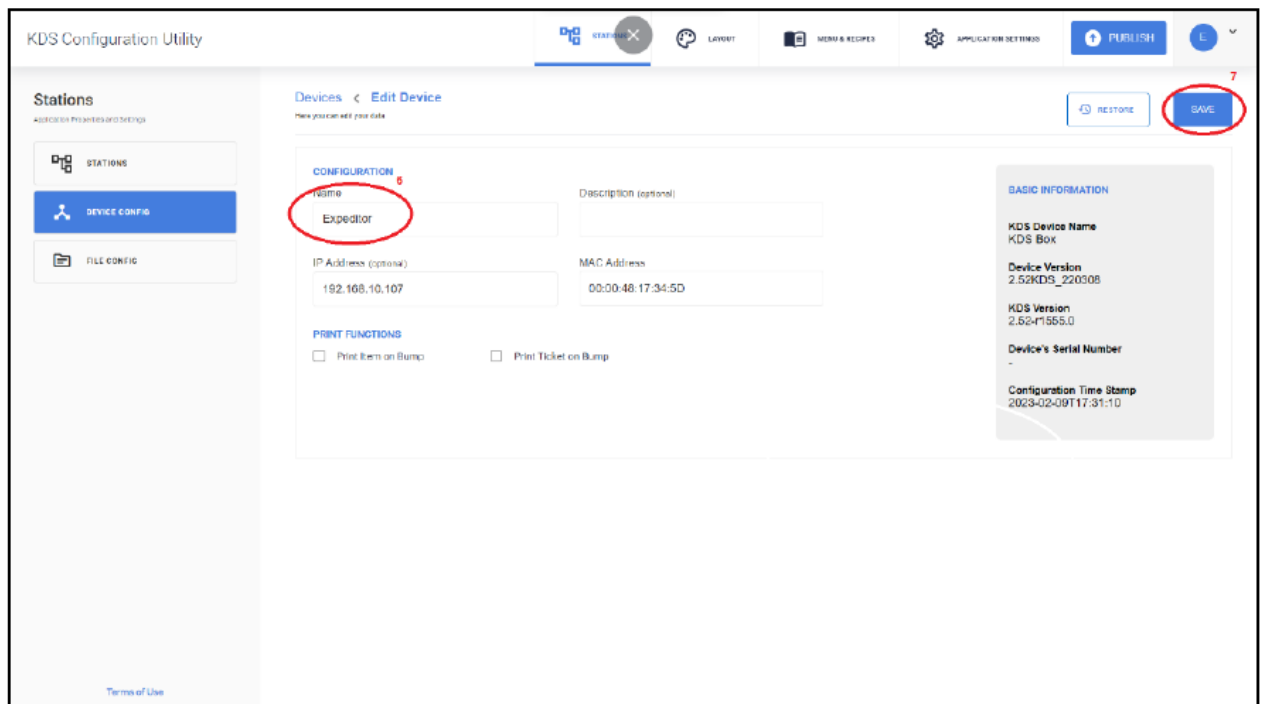 KDS Configuration Utility
STATIONS
LAYOUT
MENU & RECIPES
APPLICATION SETTINGS
PUBLISH
E
7
Stations
Application Properties and Settings
STATIONS
DEVICE CONFIG
FILE CONFIG
Devices < Edit Device
Here you can edit your data
RESTORE
SAVE
CONFIGURATION
6
Name
Description (optional)
Expeditor
IP Address (optional)
MAC Address
192.168.10.107
00:00:48:17:34:5D
PRINT FUNCTIONS
Print Item on Bump
Print Ticket on Bump
BASIC INFORMATION
KDS Device Name
KDS Box
Device Version
2.52KDS_220308
KDS Version
2.52-r1555.0
Device's Serial Number
-
Configuration Time Stamp
2023-02-09T17:31:10
Terms of Use